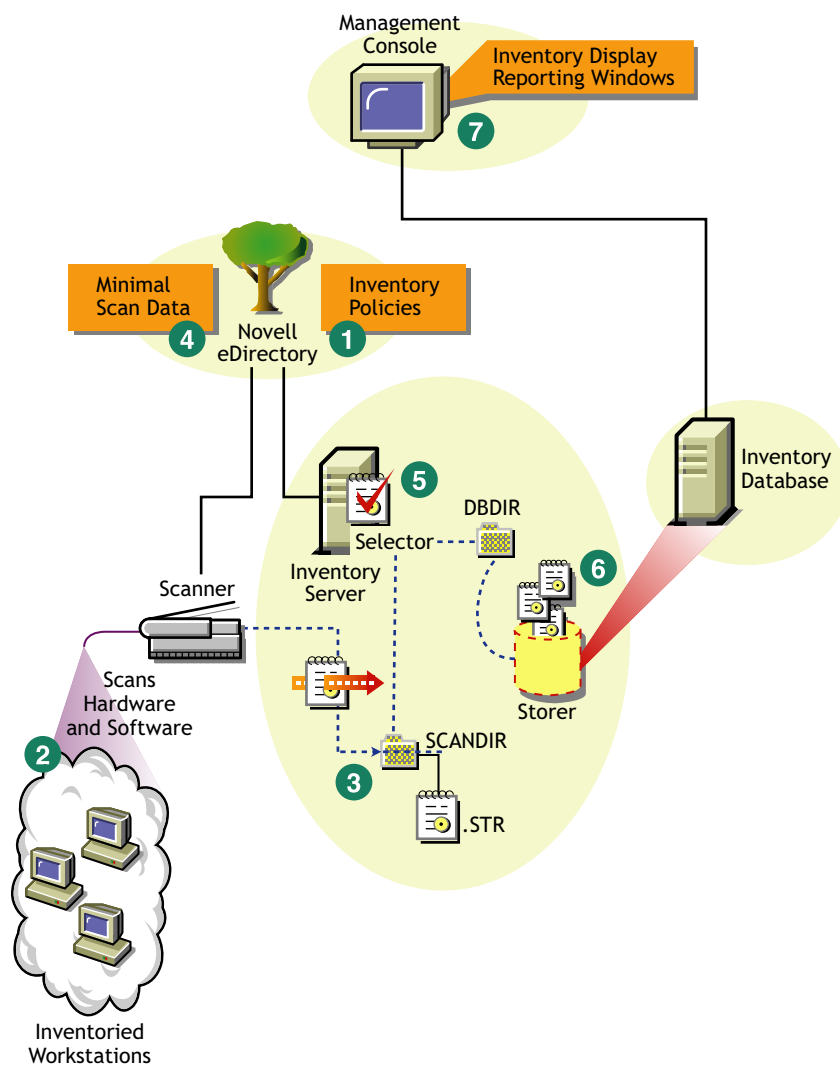 Management
Console
Inventory Display
Reporting Windows
7
Minimal
Scan Data
4
Novell
eDirectory
Inventory
Policies
1
5
Selector
Inventory
Server
DBDIR
6
Storer
Inventory
Database
Scanner
Scans
Hardware
and Software
2
SCANDIR
3
.STR
Inventoried
Workstations